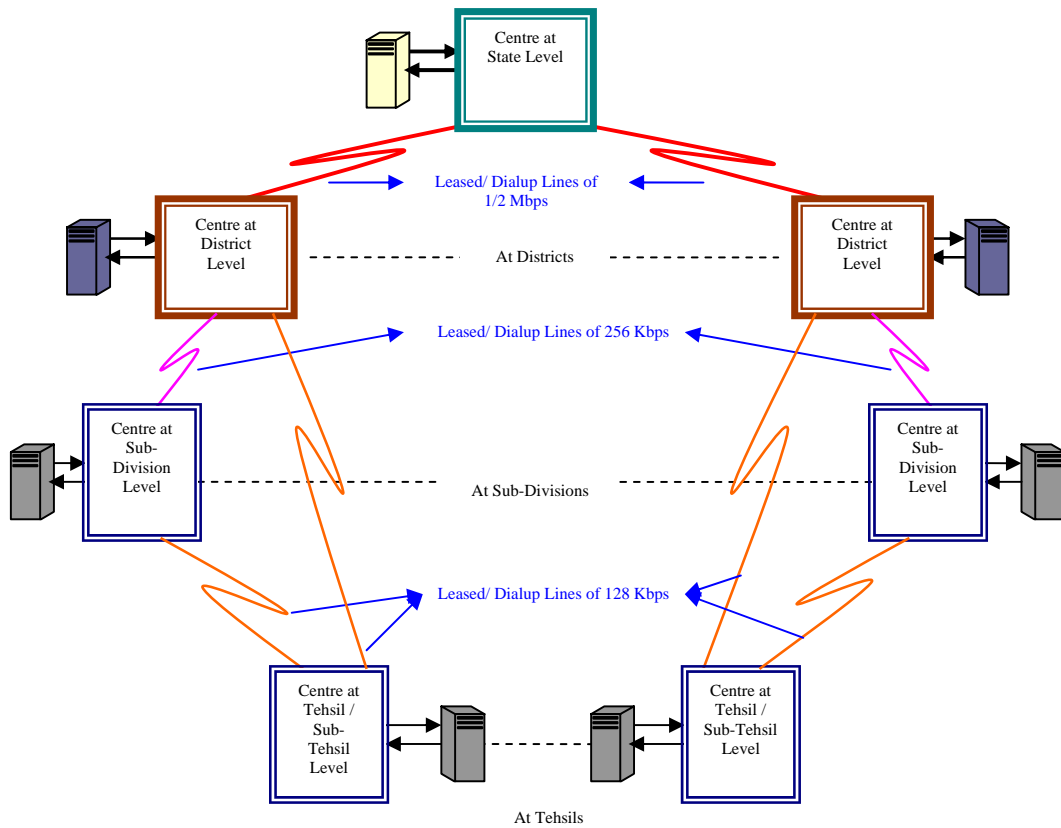 Centre at
State Level
Leased/ Dialup Lines of
1/2 Mbps
Centre at
District
Level
At Districts
Centre at
District
Level
Leased/ Dialup Lines of 256 Kbps
Centre at
Sub-
Division
Level
At Sub-Divisions
Centre at
Sub-
Division
Level
Leased/ Dialup Lines of 128 Kbps
Centre at
Tehsil /
Sub-
Tehsil
Level
Centre at
Tehsil /
Sub-Tehsil
Level
At Tehsils